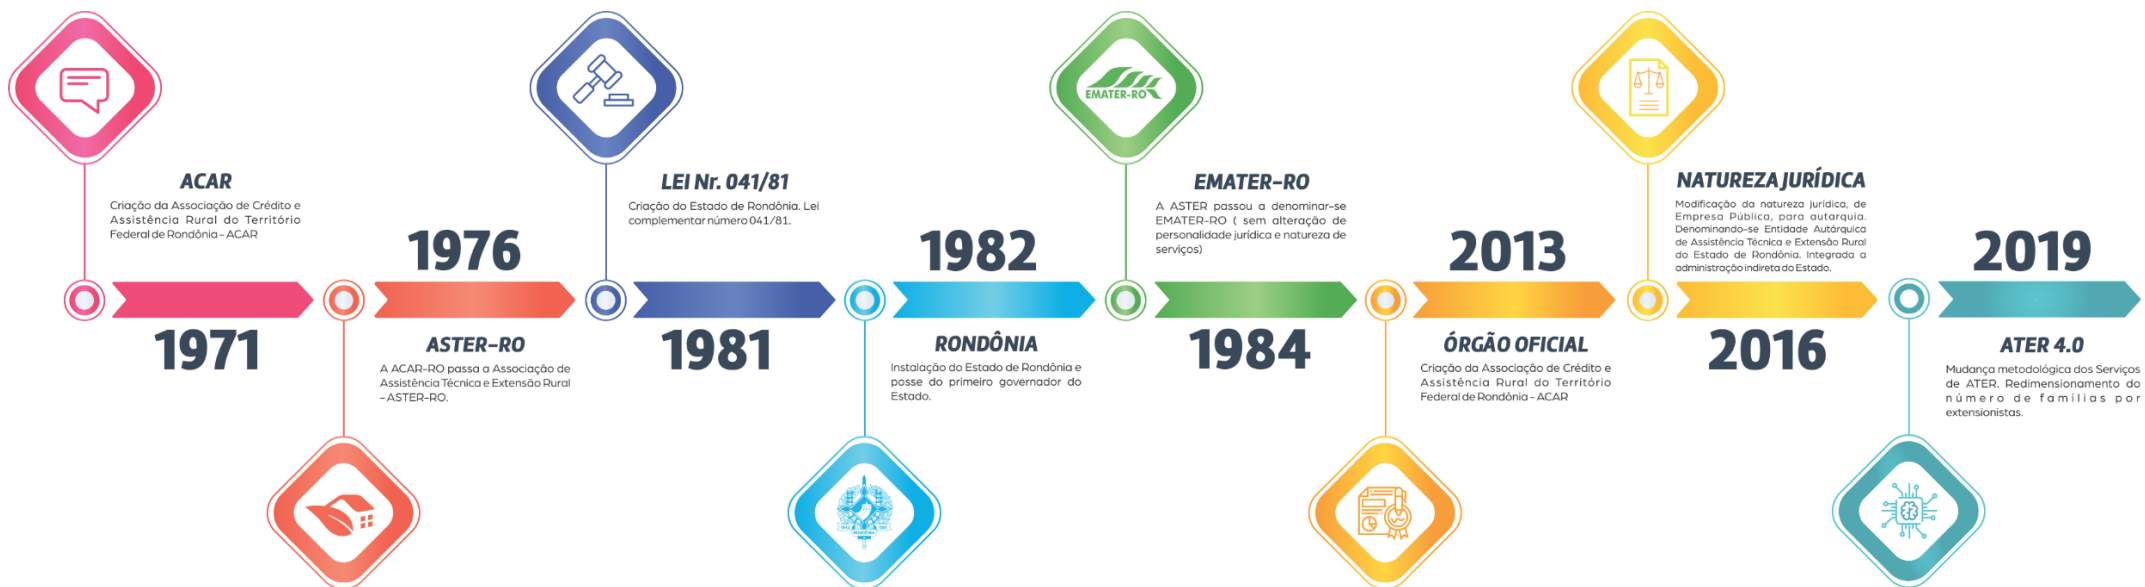 ACAR
Criação da Associação de Crédito e
Assistência Rural do Território
Federal de Rondônia - ACAR
1971
1976
ASTER-RO
A ACAR-RO passa a Associação de
Assistência Técnica e Extensão Rural
- ASTER-RO.
LEI Nr. 041/81
Criação do Estado de Rondônia. Lei
complementar número 041/81.
1981
1982
RONDÔNIA
Instalação do Estado de Rondônia e
posse do primeiro governador do
Estado.
RONDÔNIA
EMATER-RO
EMATER-RO
A ASTER passou a denominar-se
EMATER-RO ( sem alteração de
personalidade jurídica e natureza de
serviços)
1984
2013
ÓRGÃO OFICIAL
Criação da Associação de Crédito e
Assistência Rural do Território
Federal de Rondônia - ACAR
NATUREZA JURÍDICA
Modificação da natureza jurídica, de
Empresa Pública, para autarquia.
Denominando-se Entidade Autárquica
de Assistência Técnica e Extensão Rural
do Estado de Rondônia. Integrada a
administração indireta do Estado.
2016
2019
ATER 4.0
Mudança metodológica dos Serviços
de ATER. Redimensionamento do
número de famílias por
extensionistas.